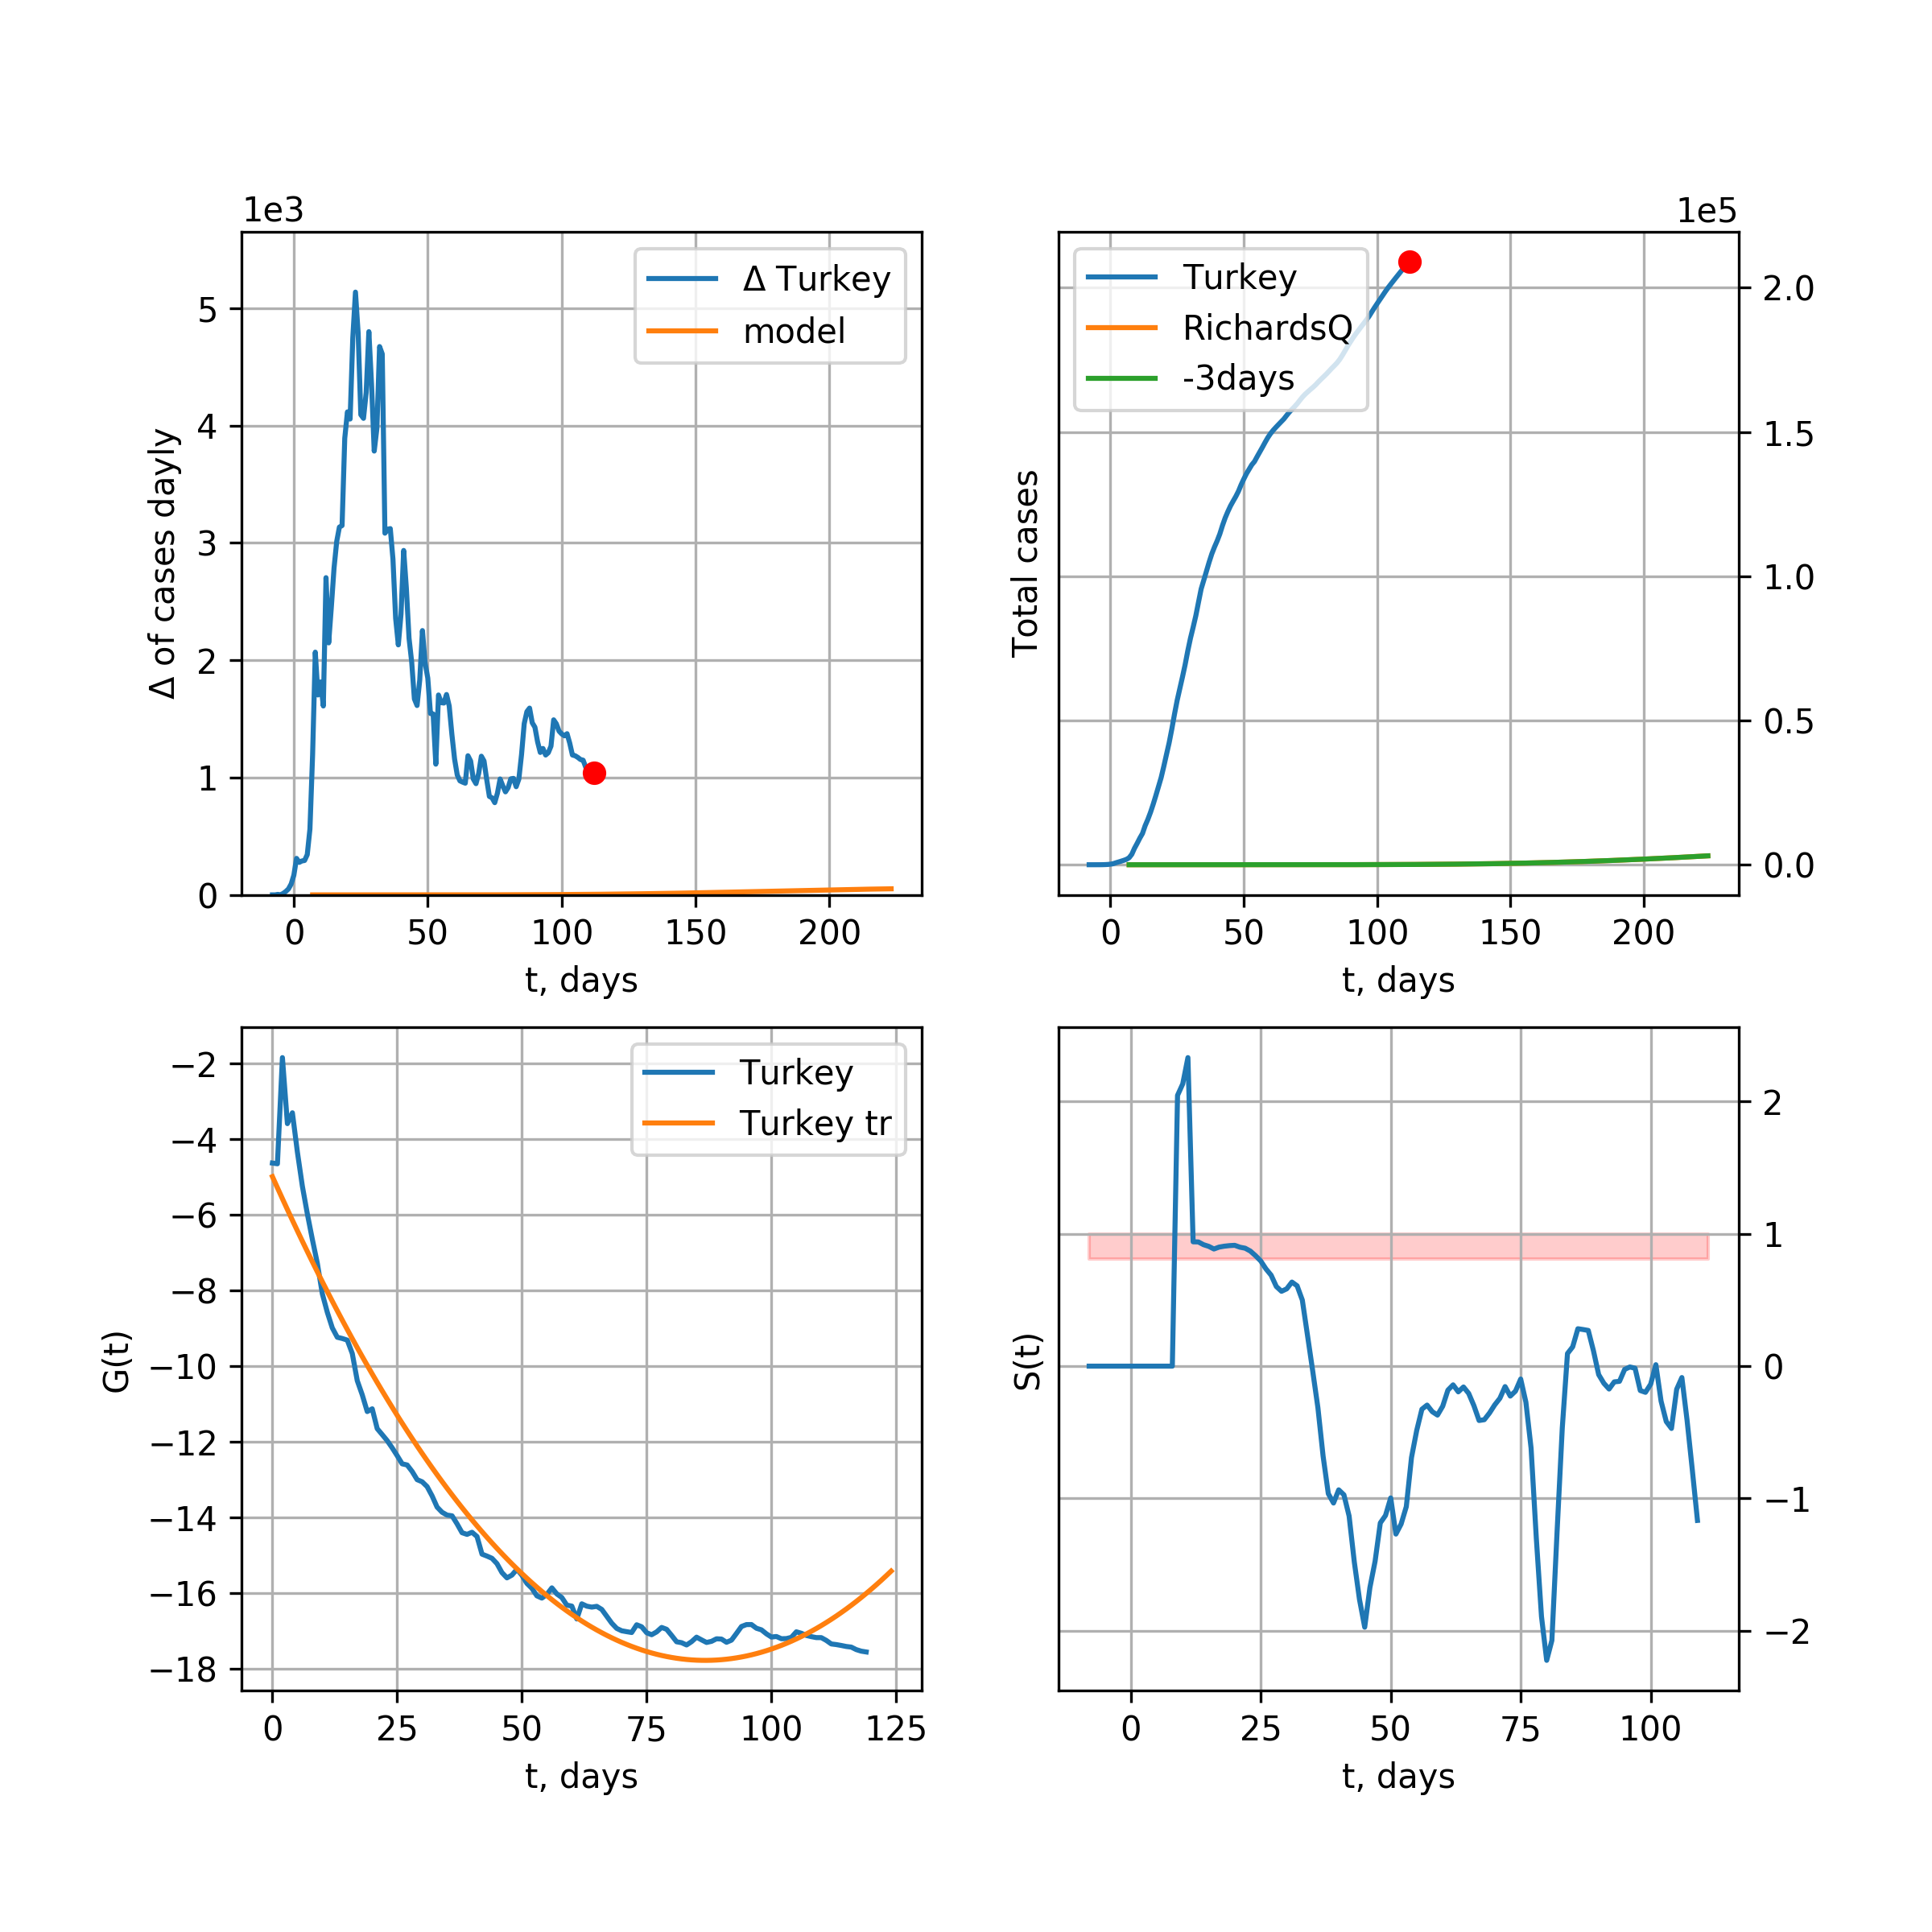 1e3
Δ of cases dayly
5
4
3
2
1
0
Δ Turkey
model
0 50 100 150 200
t, days
1e5
Total cases
Turkey
RichardsQ
-3days
2.0
1.5
1.0
0.5
0.0
0 50 100 150 200
t, days
G(t)
−2
−4
−6
−8
−10
−12
−14
−16
−18
Turkey
Turkey tr
0 25 50 75 100 125
t, days
S(t)
2
1
0
−1
−2
0 25 50 75 100
t, days